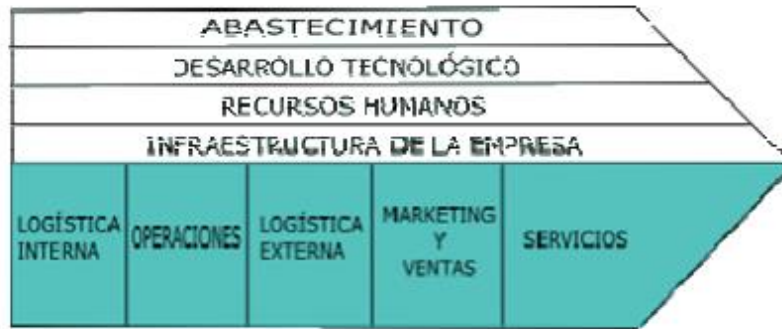 ABASTECIMIENTO
DESARROLLO TECNOLÓGICO
RECURSOS HUMANOS
INFRAESTRUCTURA DE LA EMPRESA
LOGÍSTICA
INTERNA
OPERACIONES
LOGÍSTICA
EXTERNA
MARKETING
Y
VENTAS
SERVICIOS